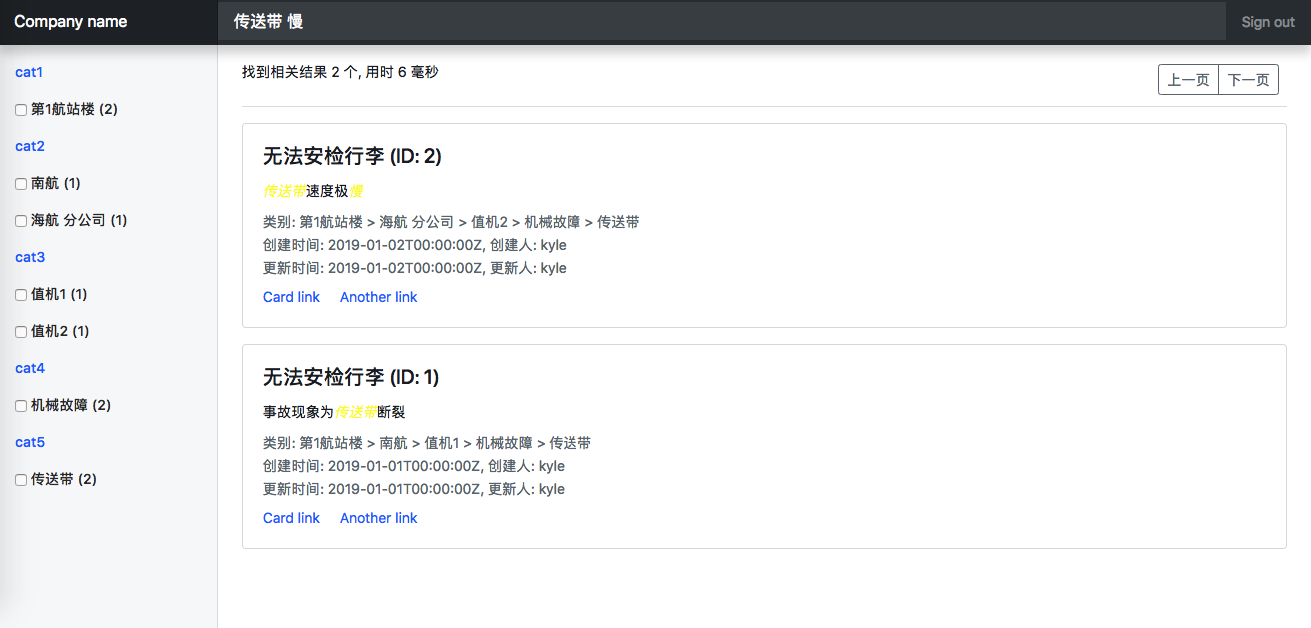 Company name
传送带 慢
Sign out
cat1
第1航站楼 (2)
cat2
南航 (1)
海航 分公司 (1)
cat3
值机1 (1)
值机2 (1)
cat4
机械故障 (2)
cat5
传送带 (2)
找到相关结果 2 个, 用时 6 毫秒
上一页 下一页
无法安检行李 (ID: 2)
传送带速度极慢
类别: 第1航站楼 > 海航 分公司 > 值机2 > 机械故障 > 传送带
创建时间: 2019-01-02T00:00:00Z, 创建人: kyle
更新时间: 2019-01-02T00:00:00Z, 更新人: kyle
Card link Another link
无法安检行李 (ID: 1)
事故现象为传送带断裂
类别: 第1航站楼 > 南航 > 值机1 > 机械故障 > 传送带
创建时间: 2019-01-01T00:00:00Z, 创建人: kyle
更新时间: 2019-01-01T00:00:00Z, 更新人: kyle
Card link Another link